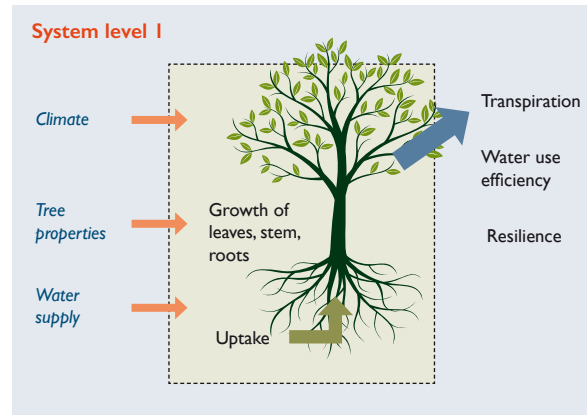 System level 1
Climate
Transpiration
Water use
efficiency
Tree
properties
Growth of
leaves, stem,
roots
Resilience
Water
supply
Uptake